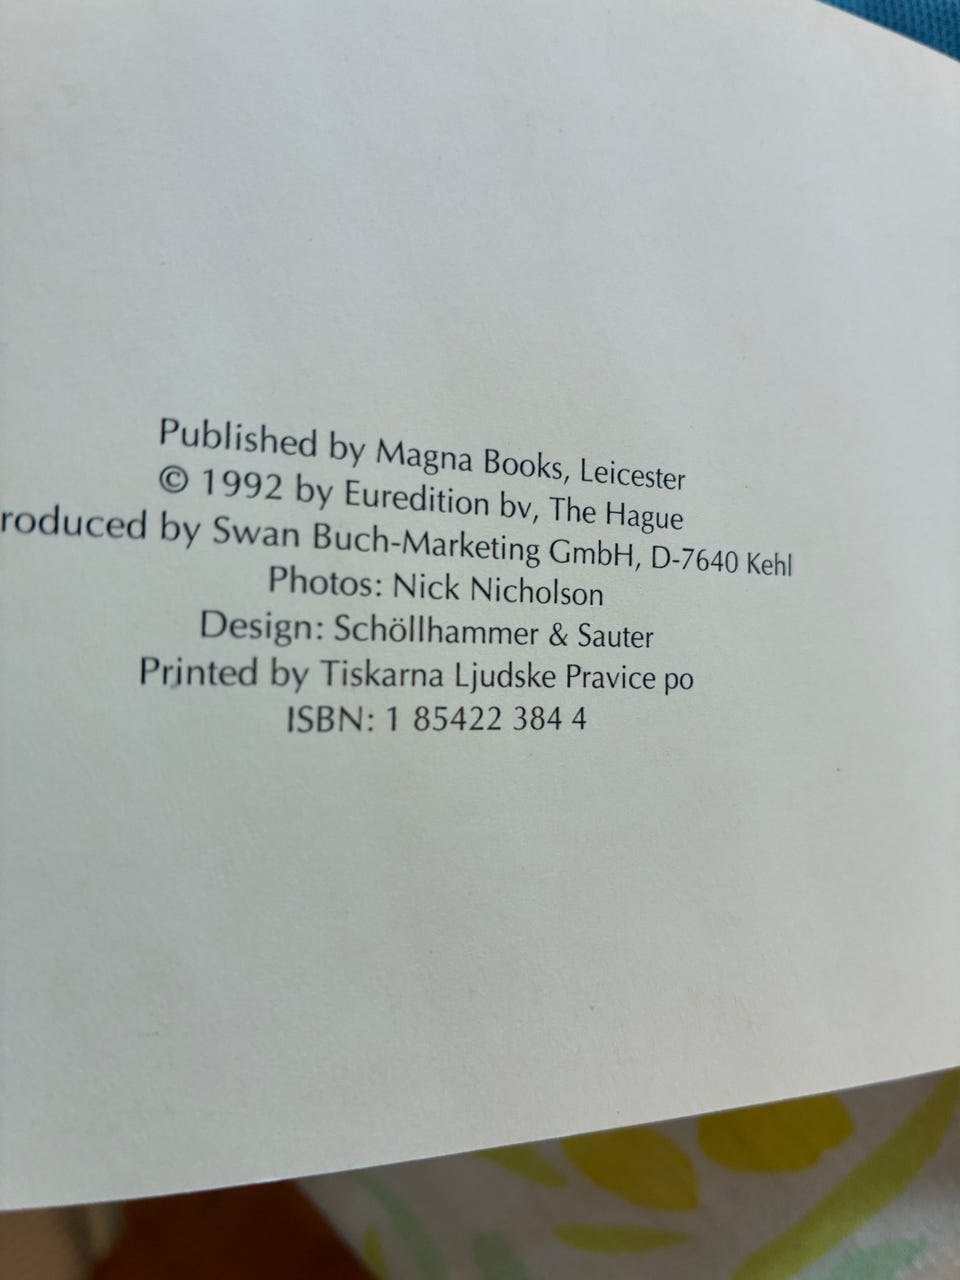 Published by Magna Books, Leicester
© 1992 by Euredition bv, The Hague
roduced by Swan Buch-Marketing GmbH, D-7640 Kehl
Photos: Nick Nicholson
Design: Schöllhammer & Sauter
Printed by Tiskarna Ljudske Pravice po
ISBN: 1 85422 384 4